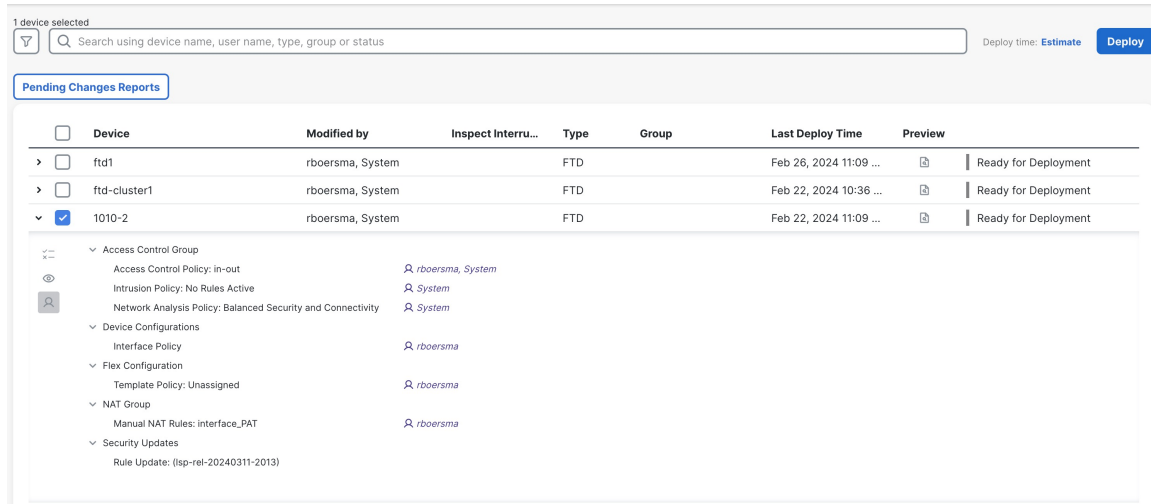 1 device selected
Search using device name, user name, type, group or status
Deploy time: Estimate
Deploy
Pending Changes Reports
Device Modified by Inspect Interru... Type Group Last Deploy Time Preview
ftd1 rboersma, System FTD Feb 26, 2024 11:09 ... Ready for Deployment
ftd-cluster1 rboersma, System FTD Feb 22, 2024 10:36 ... Ready for Deployment
1010-2 rboersma, System FTD Feb 22, 2024 11:09 ... Ready for Deployment
Access Control Group
Access Control Policy: in-out rboersma, System
Intrusion Policy: No Rules Active System
Network Analysis Policy: Balanced Security and Connectivity System
Device Configurations
Interface Policy rboersma
Flex Configuration
Template Policy: Unassigned rboersma
NAT Group
Manual NAT Rules: interface_PAT rboersma
Security Updates
Rule Update: (lsp-rel-20240311-2013)